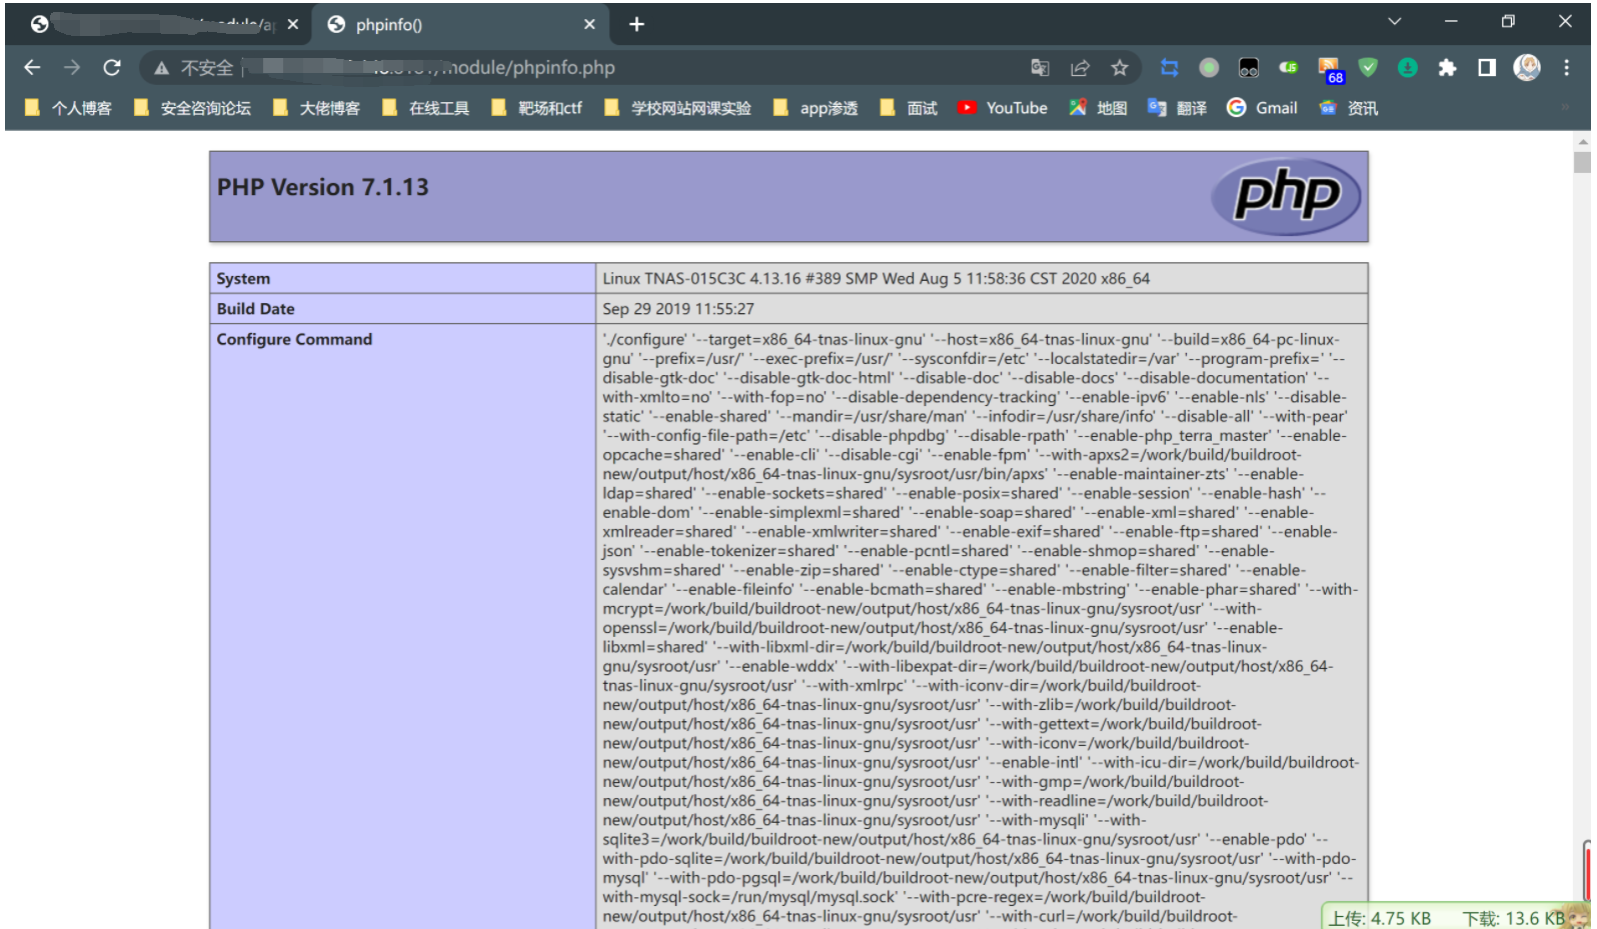 phpinfo()
不安全
module/phpinfo.php
68
个人博客 安全咨询论坛 大佬博客 在线工具 靶场和ctf 学校网站网课实验 app渗透 面试 YouTube 地图 翻译 Gmail 资讯
PHP Version 7.1.13
php
System Linux TNAS-015C3C 4.13.16 #389 SMP Wed Aug 5 11:58:36 CST 2020 x86_64
Build Date Sep 29 2019 11:55:27
Configure Command './configure' '--target=x86_64-tnas-linux-gnu' '--host=x86_64-tnas-linux-gnu' '--build=x86_64-pc-linux-
gnu' '--prefix=/usr/' '--exec-prefix=/usr/' '--sysconfdir=/etc' '--localstatedir=/var' '--program-prefix=' '--
disable-gtk-doc' '--disable-gtk-doc-html' '--disable-doc' '--disable-docs' '--disable-documentation' '--
with-xmlto=no' '--with-fop=no' '--disable-dependency-tracking' '--enable-ipv6' '--enable-nls' '--disable-
static' '--enable-shared' '--mandir=/usr/share/man' '--infodir=/usr/share/info' '--disable-all' '--with-pear'
'--with-config-file-path=/etc' '--disable-phpdbg' '--disable-rpath' '--enable-php_terra_master' '--enable-
opcache=shared' '--enable-cli' '--disable-cgi' '--enable-fpm' '--with-apxs2=/work/build/buildroot-
new/output/host/x86_64-tnas-linux-gnu/sysroot/usr/bin/apxs' '--enable-maintainer-zts' '--enable-
ldap=shared' '--enable-sockets=shared' '--enable-posix=shared' '--enable-session' '--enable-hash' '--
enable-dom' '--enable-simplexml=shared' '--enable-soap=shared' '--enable-xml=shared' '--enable-
xmlreader=shared' '--enable-xmlwriter=shared' '--enable-exif=shared' '--enable-ftp=shared' '--enable-
json' '--enable-tokenizer=shared' '--enable-pcntl=shared' '--enable-shmop=shared' '--enable-
sysvshm=shared' '--enable-zip=shared' '--enable-ctype=shared' '--enable-filter=shared' '--enable-
calendar' '--enable-fileinfo' '--enable-bcmath=shared' '--enable-mbstring' '--enable-phar=shared' '--with-
mcrypt=/work/build/buildroot-new/output/host/x86_64-tnas-linux-gnu/sysroot/usr' '--with-
openssl=/work/build/buildroot-new/output/host/x86_64-tnas-linux-gnu/sysroot/usr' '--enable-
libxml=shared' '--with-libxml-dir=/work/build/buildroot-new/output/host/x86_64-tnas-linux-
gnu/sysroot/usr' '--enable-wddx' '--with-libexpat-dir=/work/build/buildroot-new/output/host/x86_64-
tnas-linux-gnu/sysroot/usr' '--with-xmlrpc' '--with-iconv-dir=/work/build/buildroot-
new/output/host/x86_64-tnas-linux-gnu/sysroot/usr' '--with-zlib=/work/build/buildroot-
new/output/host/x86_64-tnas-linux-gnu/sysroot/usr' '--with-gettext=/work/build/buildroot-
new/output/host/x86_64-tnas-linux-gnu/sysroot/usr' '--with-iconv=/work/build/buildroot-
new/output/host/x86_64-tnas-linux-gnu/sysroot/usr' '--enable-intl' '--with-icu-dir=/work/build/buildroot-
new/output/host/x86_64-tnas-linux-gnu/sysroot/usr' '--with-gmp=/work/build/buildroot-
new/output/host/x86_64-tnas-linux-gnu/sysroot/usr' '--with-readline=/work/build/buildroot-
new/output/host/x86_64-tnas-linux-gnu/sysroot/usr' '--with-mysqli' '--with-
sqlite3=/work/build/buildroot-new/output/host/x86_64-tnas-linux-gnu/sysroot/usr' '--enable-pdo' '--
with-pdo-sqlite=/work/build/buildroot-new/output/host/x86_64-tnas-linux-gnu/sysroot/usr' '--with-pdo-
mysql' '--with-pdo-pgsql=/work/build/buildroot-new/output/host/x86_64-tnas-linux-gnu/sysroot/usr' '--
with-mysql-sock=/run/mysql/mysql.sock' '--with-pcre-regex=/work/build/buildroot-
new/output/host/x86_64-tnas-linux-gnu/sysroot/usr' '--with-curl=/work/build/buildroot-
上传: 4.75 KB 下载: 13.6 KB